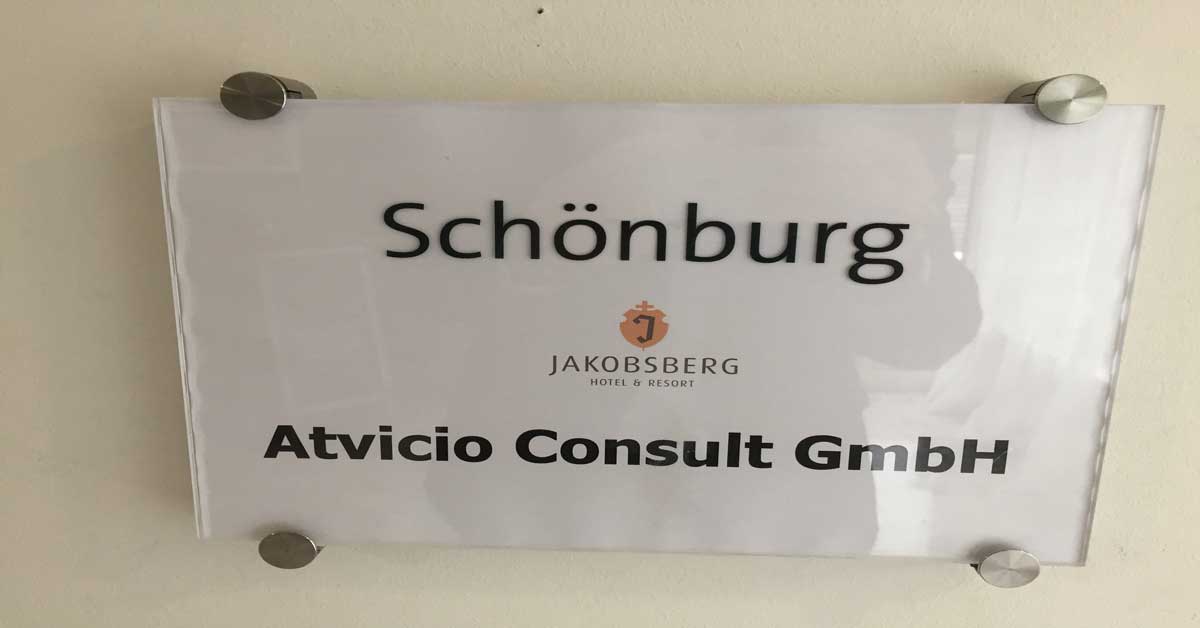 Schönburg
J
JAKOBSBERG
HOTEL & RESORT
Atvicio Consult GmbH